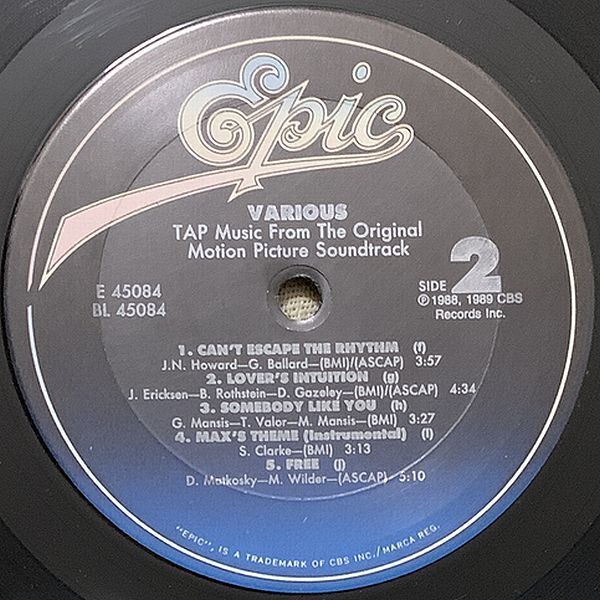 Epic
VARIOUS
TAP Music From The Original
Motion Picture Soundtrack
E 45084
BL 45084
SIDE 2
℗1988, 1989 CBS
Records Inc.
1. CAN'T ESCAPE THE RHYTHM (f)
J.N. Howard—G. Ballard—(BMI)/(ASCAP) 3:57
2. LOVER'S INTUITION (g)
J. Ericksen—B. Rothstein—D. Gazeley—(BMI)/(ASCAP) 4:34
3. SOMEBODY LIKE YOU (h)
G. Mansis—T. Valor—M. Mansis—(BMI) 3:27
4. MAX'S THEME (Instrumental) (i)
S. Clarke—(BMI) 3:13
5. FREE (j)
D. Matkosky—M. Wilder—(ASCAP) 5:10
"EPIC", IS A TRADEMARK OF CBS INC./MARCA REG.